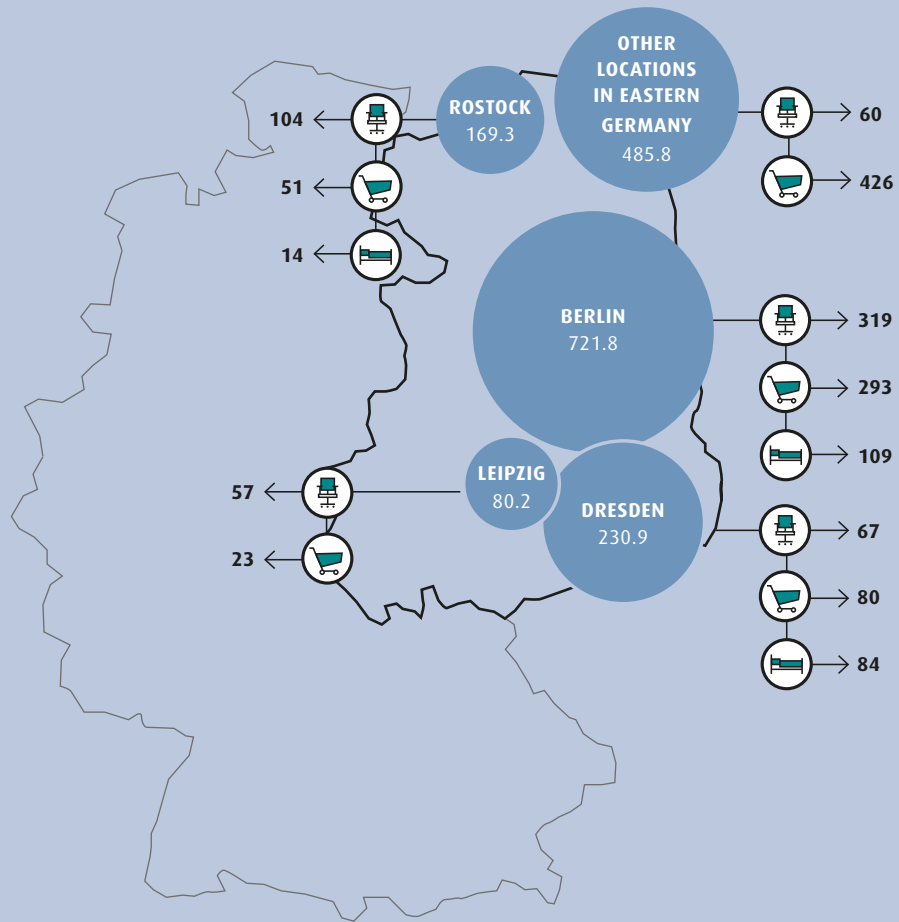 OTHER
LOCATIONS
IN EASTERN
GERMANY
485.8
60
426
ROSTOCK
169.3
104
51
14
BERLIN
721.8
319
293
109
LEIPZIG
80.2
57
23
DRESDEN
230.9
67
80
84